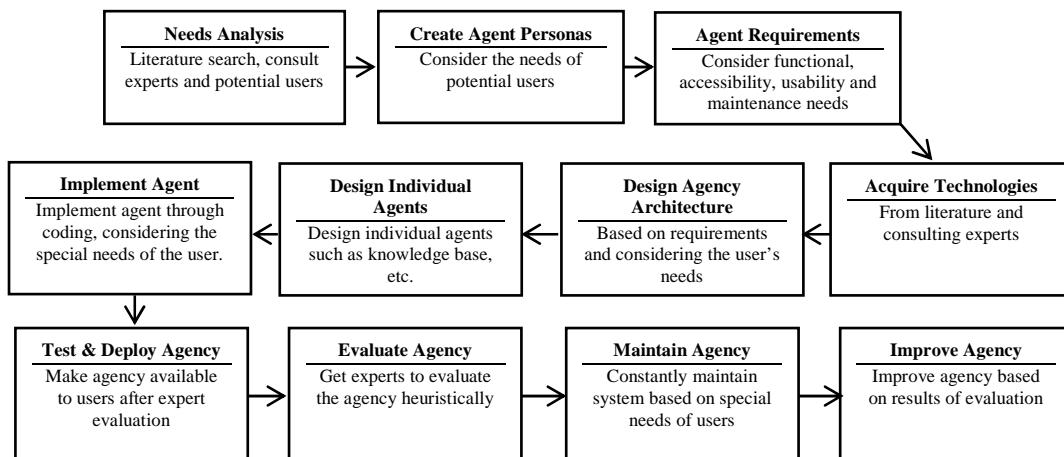 Needs Analysis
Literature search, consult
experts and potential users
Create Agent Personas
Consider the needs of
potential users
Agent Requirements
Consider functional,
accessibility, usability and
maintenance needs
Acquire Technologies
From literature and
consulting experts
Design Agency
Architecture
Based on requirements
and considering the user's
needs
Design Individual
Agents
Design individual agents
such as knowledge base,
etc.
Implement Agent
Implement agent through
coding, considering the
special needs of the user.
Test & Deploy Agency
Make agency available
to users after expert
evaluation
Evaluate Agency
Get experts to evaluate
the agency heuristically
Maintain Agency
Constantly maintain
system based on special
needs of users
Improve Agency
Improve agency based
on results of evaluation